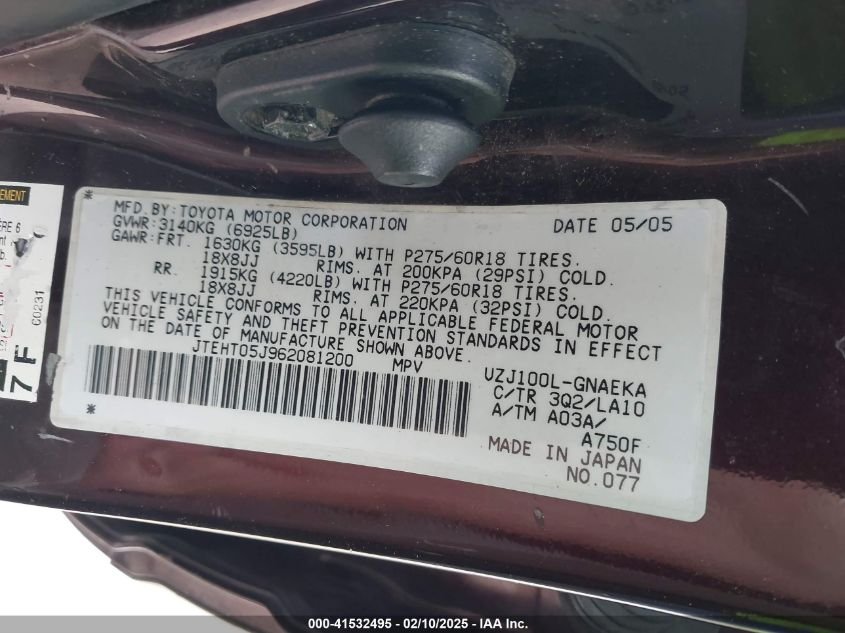 EMENT
ÈRE 6
C0231
7 F
* MFD BY: TOYOTA MOTOR CORPORATION DATE 05/05
GVWR: 3140KG (6925LB)
GAWR: FRT. 1630KG (3595LB) WITH P275/60R18 TIRES.
18X8JJ RIMS. AT 200KPA (29PSI) COLD.
RR. 1915KG (4220LB) WITH P275/60R18 TIRES.
18X8JJ RIMS. AT 220KPA (32PSI) COLD.
THIS VEHICLE CONFORMS TO ALL APPLICABLE FEDERAL MOTOR
VEHICLE SAFETY AND THEFT PREVENTION STANDARDS IN EFFECT
ON THE DATE OF MANUFACTURE SHOWN ABOVE.
JTEHT05J962081200 MPV
UZJ100L-GNAEKA
C/TR 3Q2/LA10
* A/TM A03A/
A750F
MADE IN JAPAN
NO.077
000-41532495 - 02/10/2025 - IAA Inc.